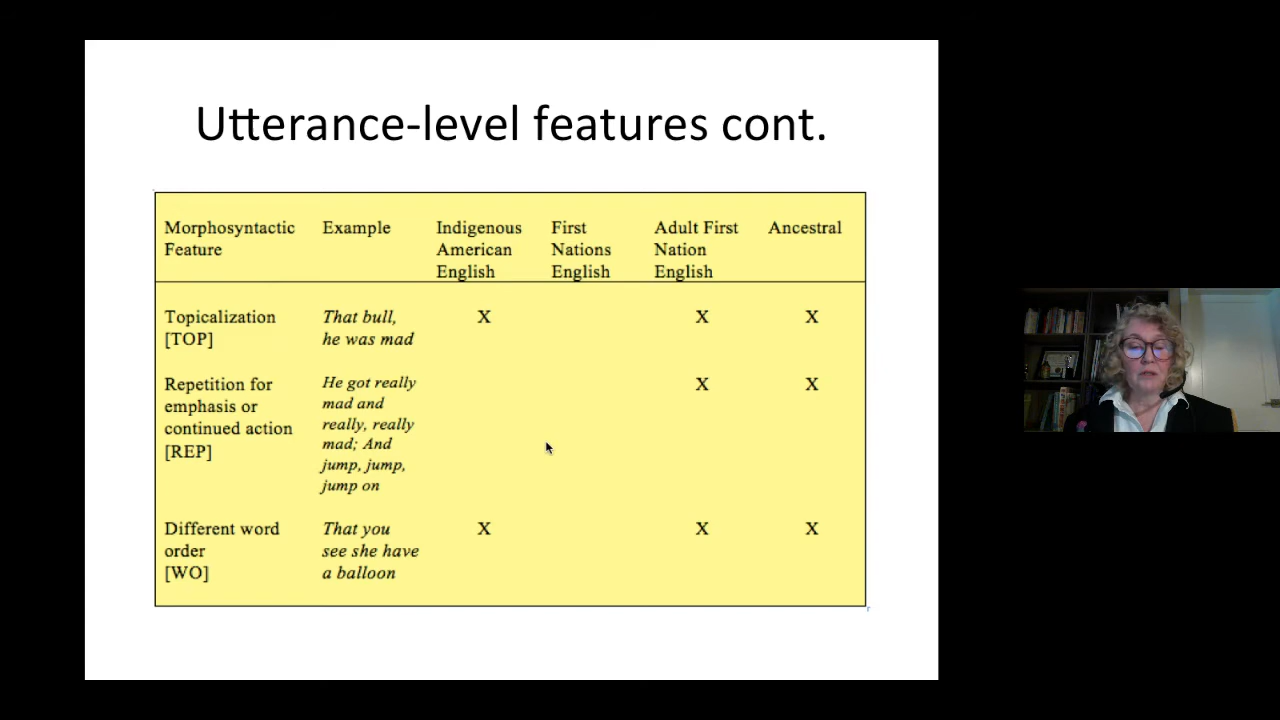 Utterance-level features cont.
Morphosyntactic Example Indigenous First Adult First Ancestral
Feature American Nations Nation
English English English
Topicalization That bull, X X X
[TOP] he was mad
Repetition for He got really X X
emphasis or mad and
continued action really, really
[REP] mad; And
jump, jump,
jump on
Different word That you X X X
order see she have
[WO] a balloon